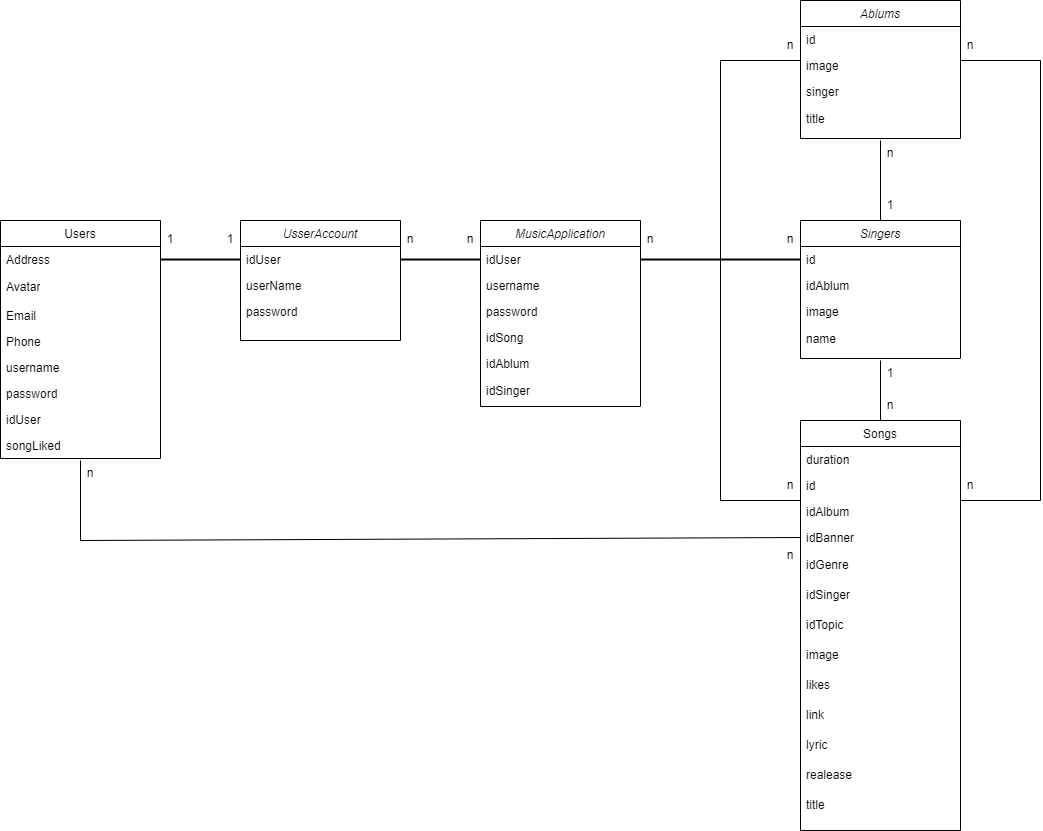 Ablums
id
image
singer
title
n
n
n
1
Users
Address
Avatar
Email
Phone
username
password
idUser
songLiked
1
1
UsserAccount
idUser
userName
password
n
n
MusicApplication
idUser
username
password
idSong
idAblum
idSinger
n
n
Singers
id
idAblum
image
name
1
n
Songs
duration
id
idAlbum
idBanner
idGenre
idSinger
idTopic
image
likes
link
lyric
realease
title
n
n
n
n